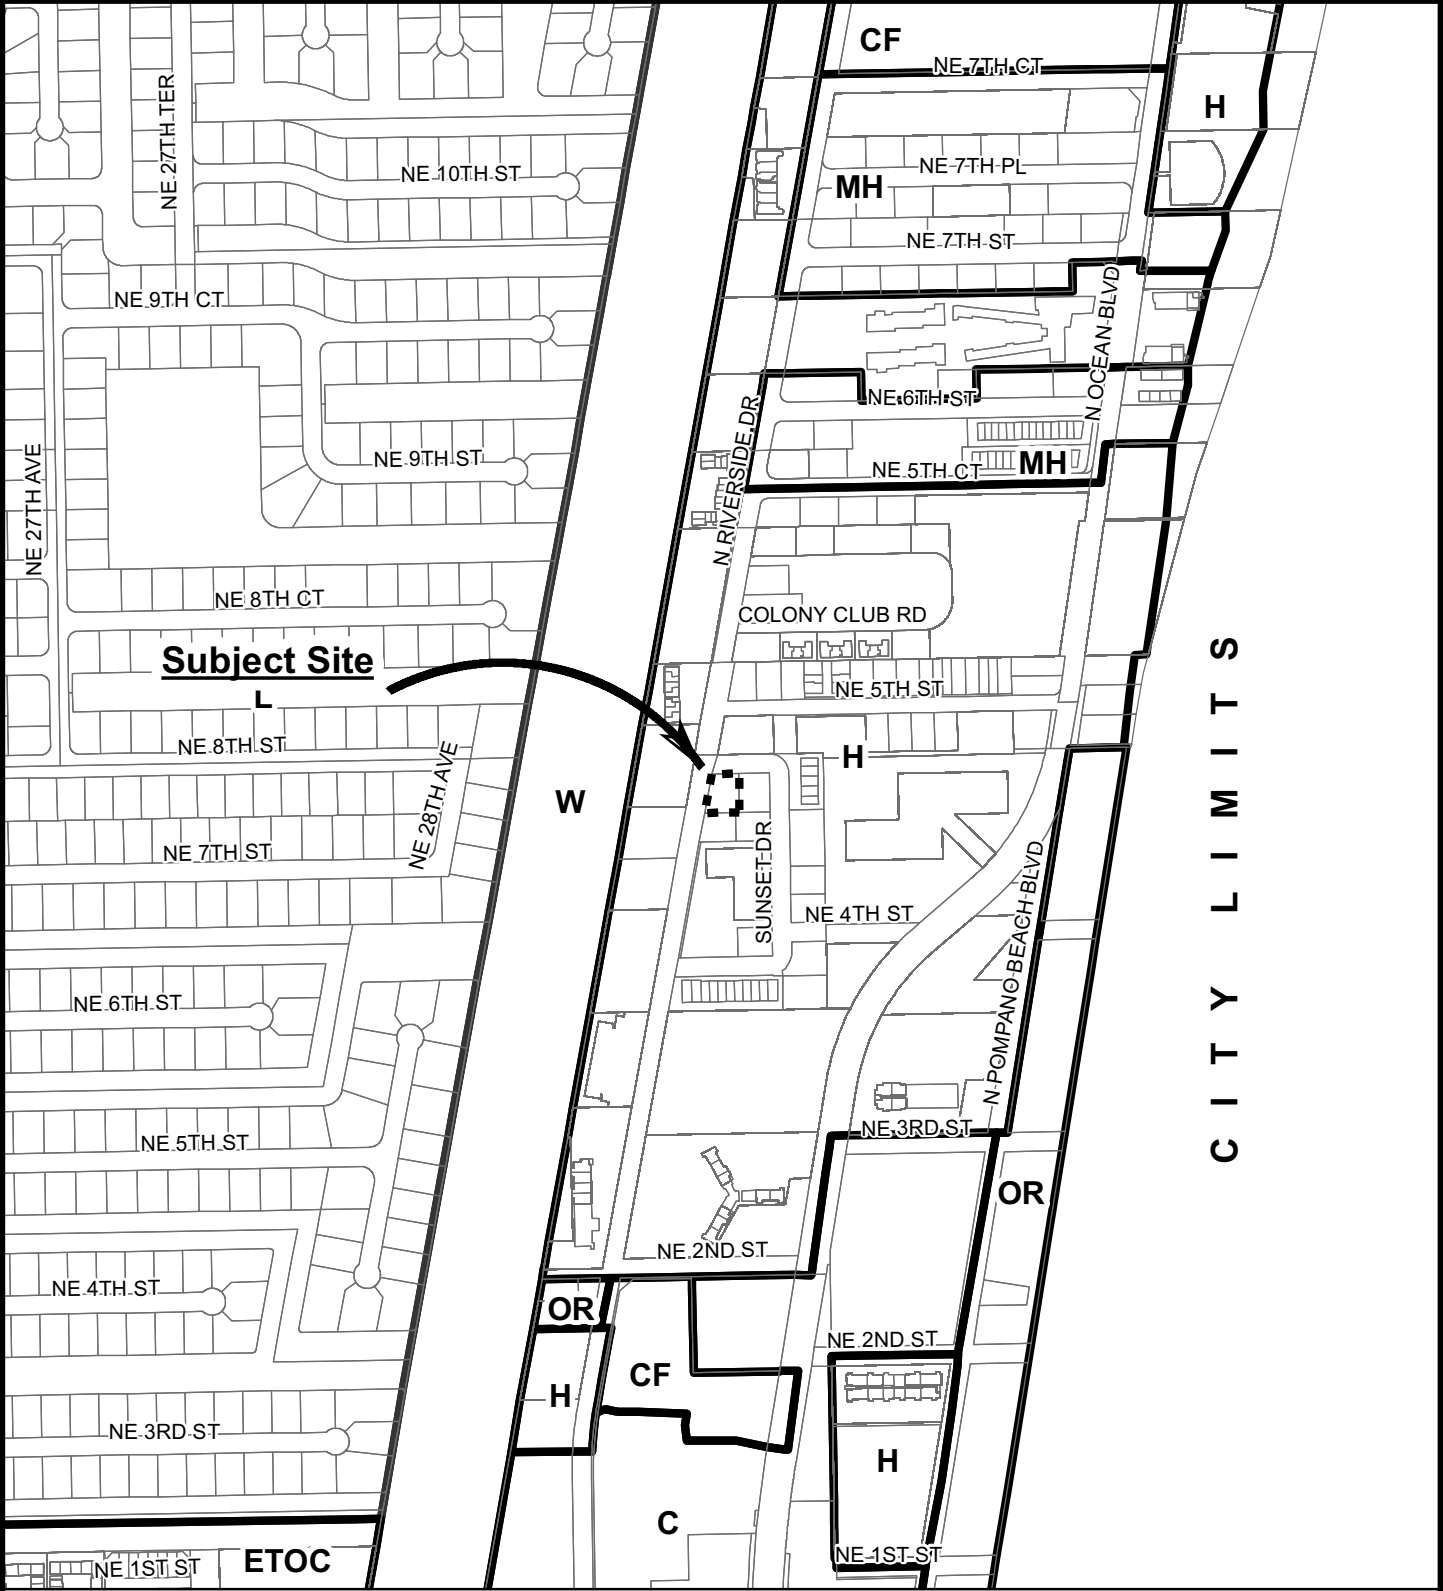 CF
NE 7TH CT
H
NE 27TH TER
NE 7TH PL
NE 10TH ST
MH
NE 7TH ST
NE 9TH CT
N OCEAN BLVD
NE 6TH ST
N RIVERSIDE DR
NE 27TH AVE
NE 9TH ST
NE 5TH CT
MH
NE 8TH CT
COLONY CLUB RD
Subject Site
L
NE 5TH ST
NE 8TH ST
NE 28TH AVE
H
W
CITY LIMITS
NE 7TH ST
SUNSET DR
N POMPANO BEACH BLVD
NE 4TH ST
NE 6TH ST
NE 3RD ST
NE 5TH ST
OR
NE 2ND ST
NE 4TH ST
OR
NE 2ND ST
CF
H
NE 3RD ST
H
C
NE 1ST ST
ETOC
NE 1ST ST